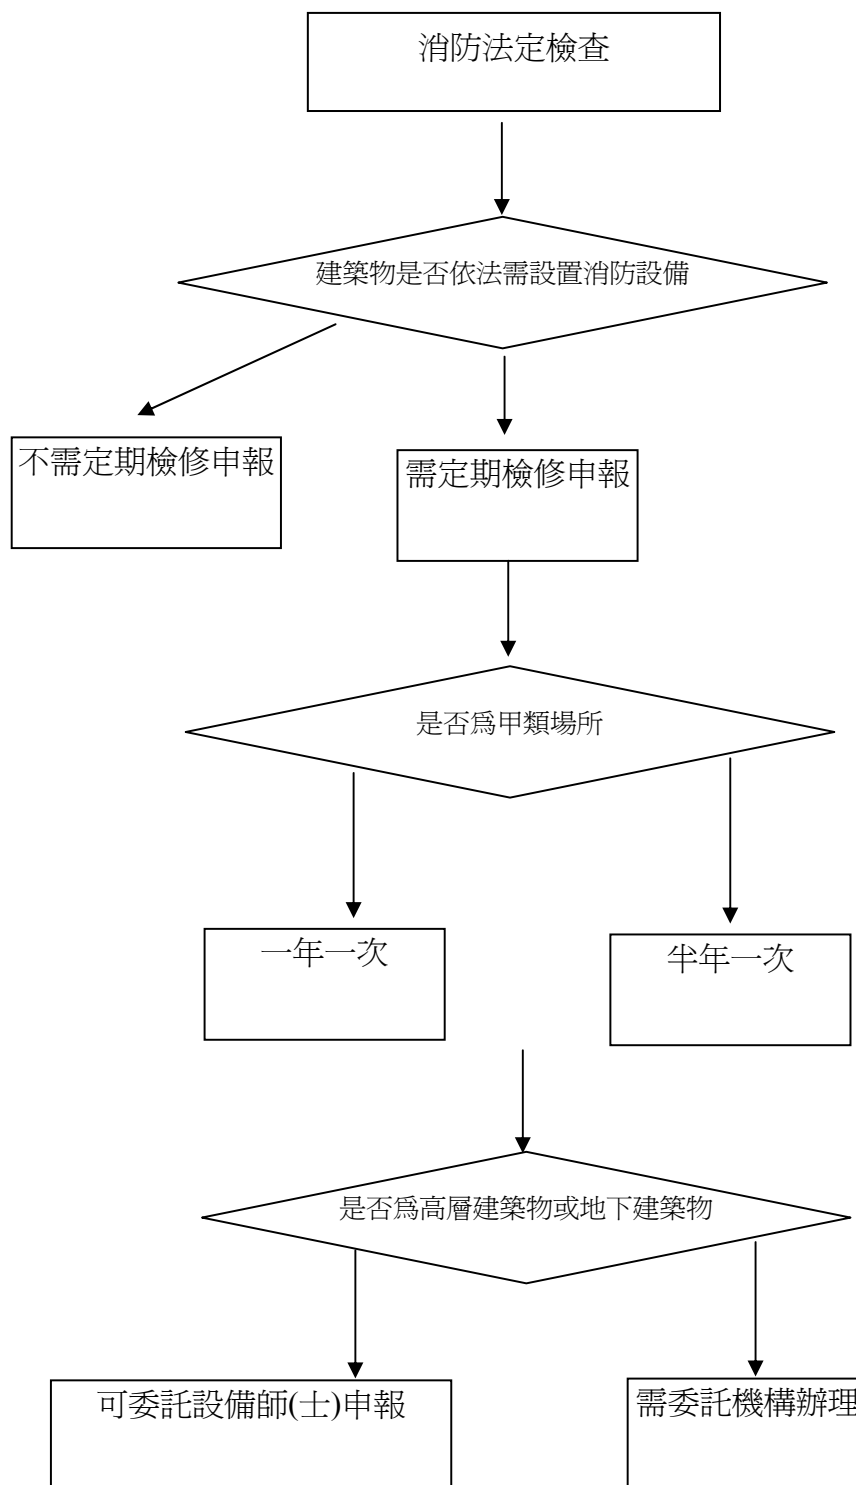 消防法定檢查
建築物是否依法需設置消防設備
不需定期檢修申報
需定期檢修申報
是否為甲類場所
一年一次
半年一次
是否為高層建築物或地下建築物
可委託設備師(士)申報
需委託機構辦理